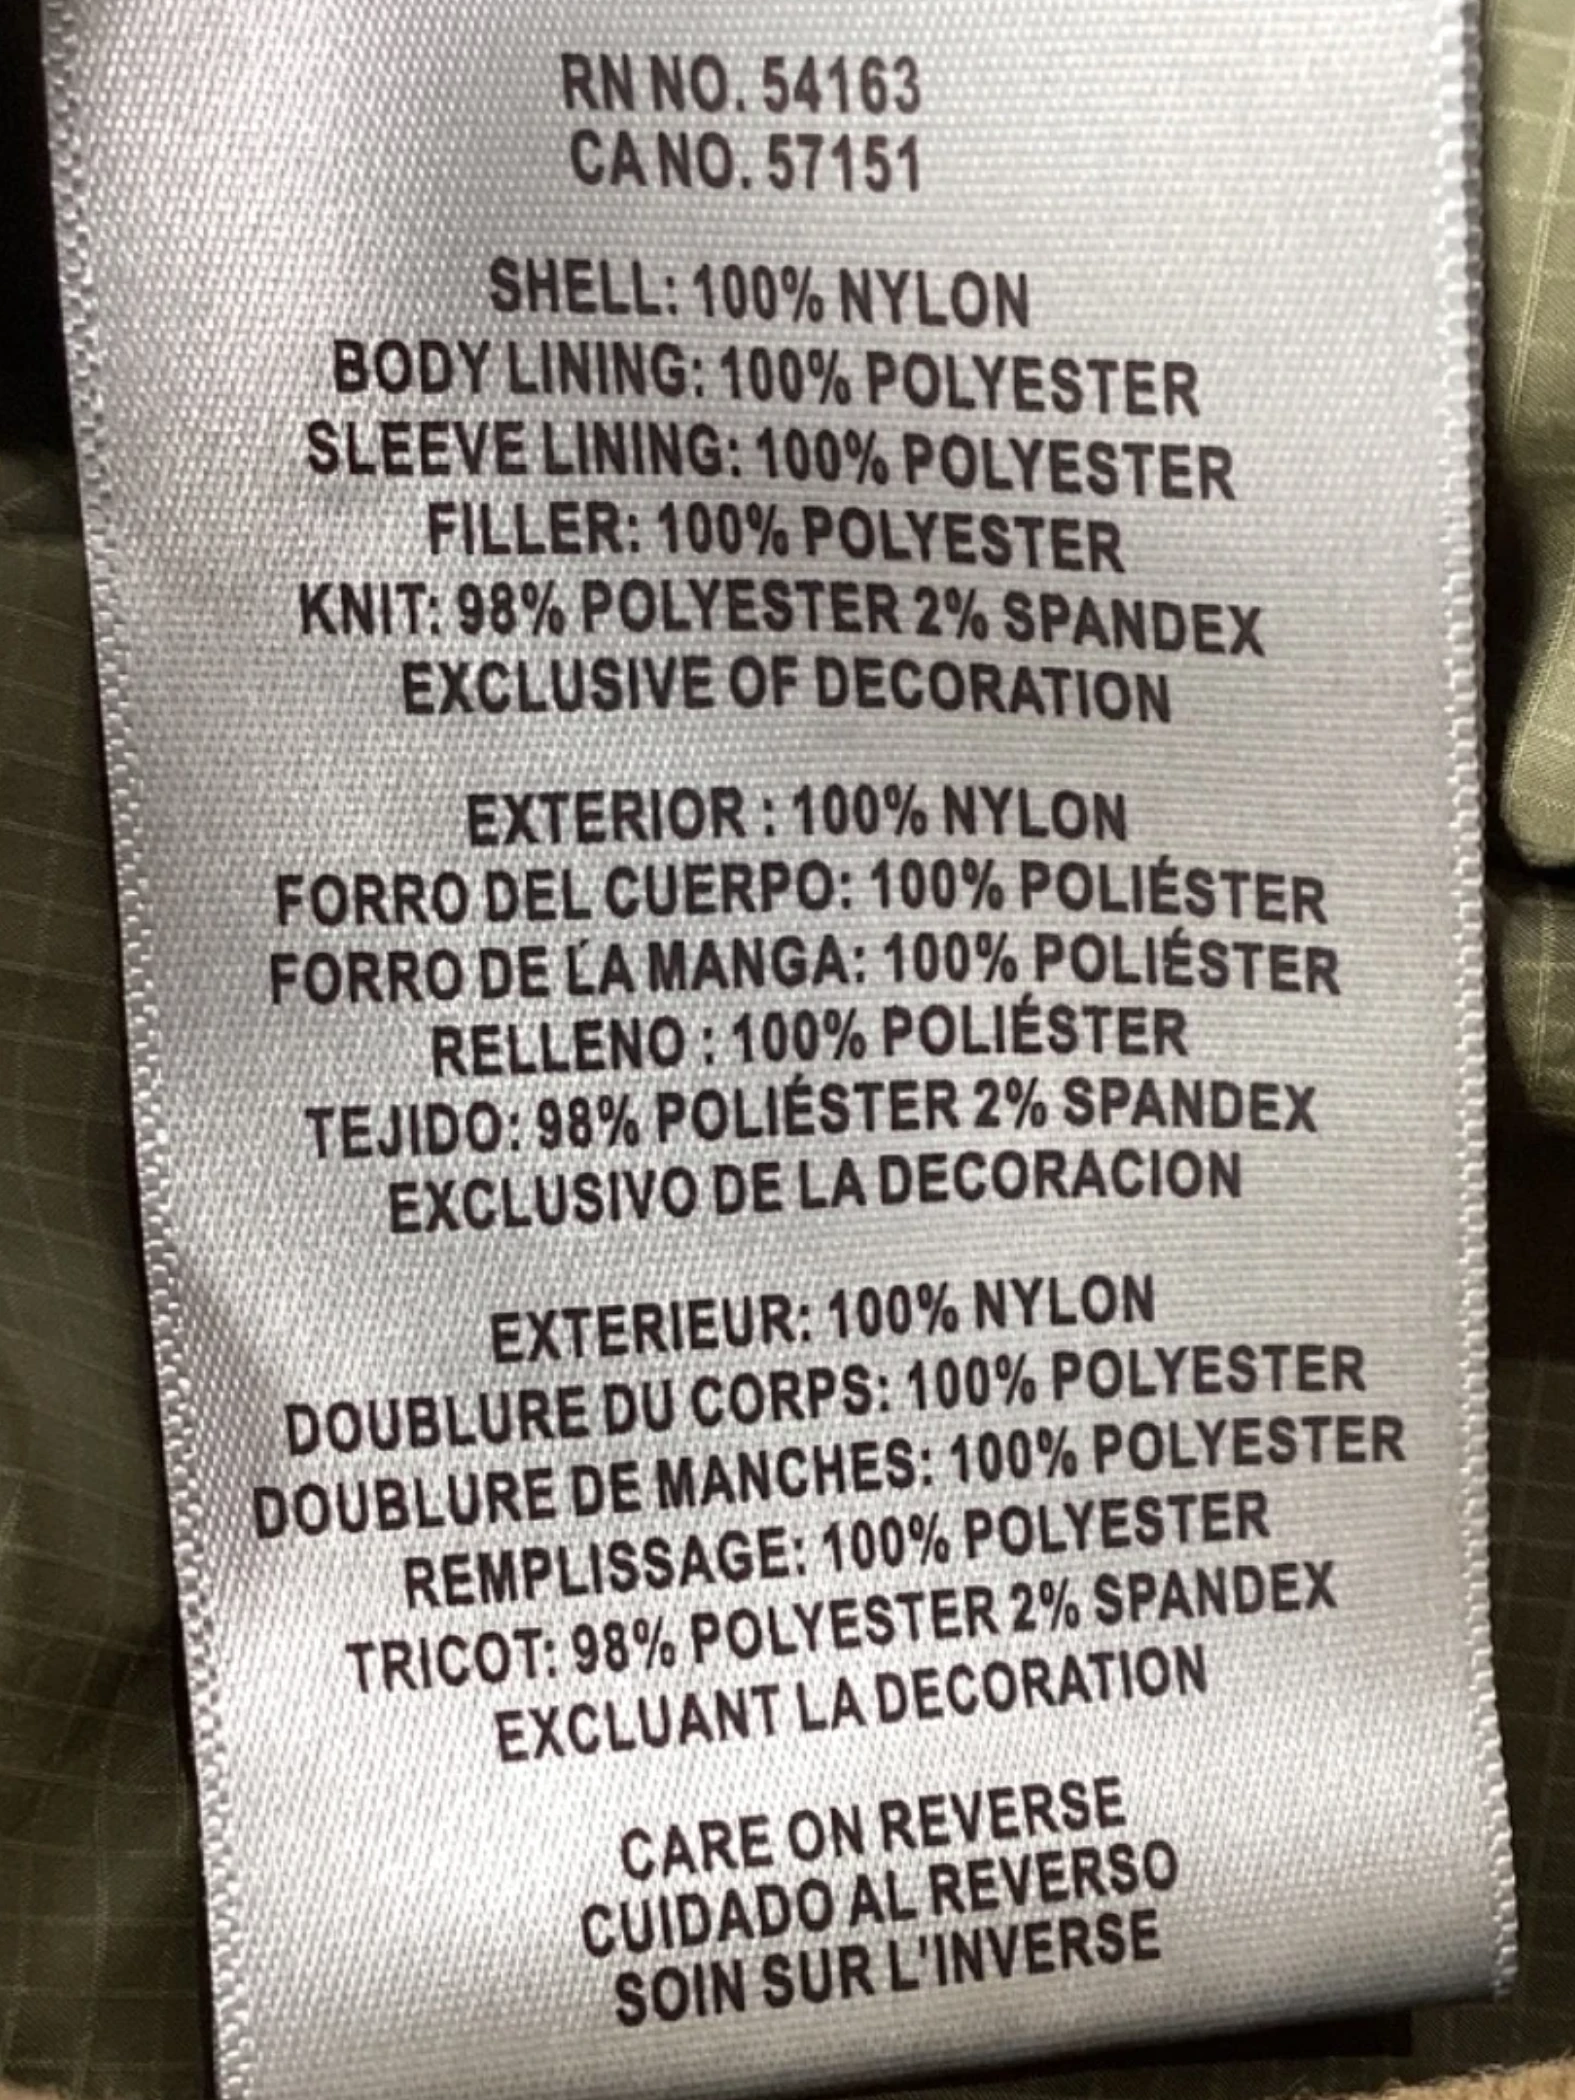 RN NO. 54163
CA NO. 57151
SHELL: 100% NYLON
BODY LINING: 100% POLYESTER
SLEEVE LINING: 100% POLYESTER
FILLER: 100% POLYESTER
KNIT: 98% POLYESTER 2% SPANDEX
EXCLUSIVE OF DECORATION
EXTERIOR : 100% NYLON
FORRO DEL CUERPO: 100% POLIÉSTER
FORRO DE LA MANGA: 100% POLIÉSTER
RELLENO : 100% POLIÉSTER
TEJIDO: 98% POLIÉSTER 2% SPANDEX
EXCLUSIVO DE LA DECORACION
EXTERIEUR: 100% NYLON
DOUBLURE DU CORPS: 100% POLYESTER
DOUBLURE DE MANCHES: 100% POLYESTER
REMPLISSAGE: 100% POLYESTER
TRICOT: 98% POLYESTER 2% SPANDEX
EXCLUANT LA DECORATION
CARE ON REVERSE
CUIDADO AL REVERSO
SOIN SUR L'INVERSE